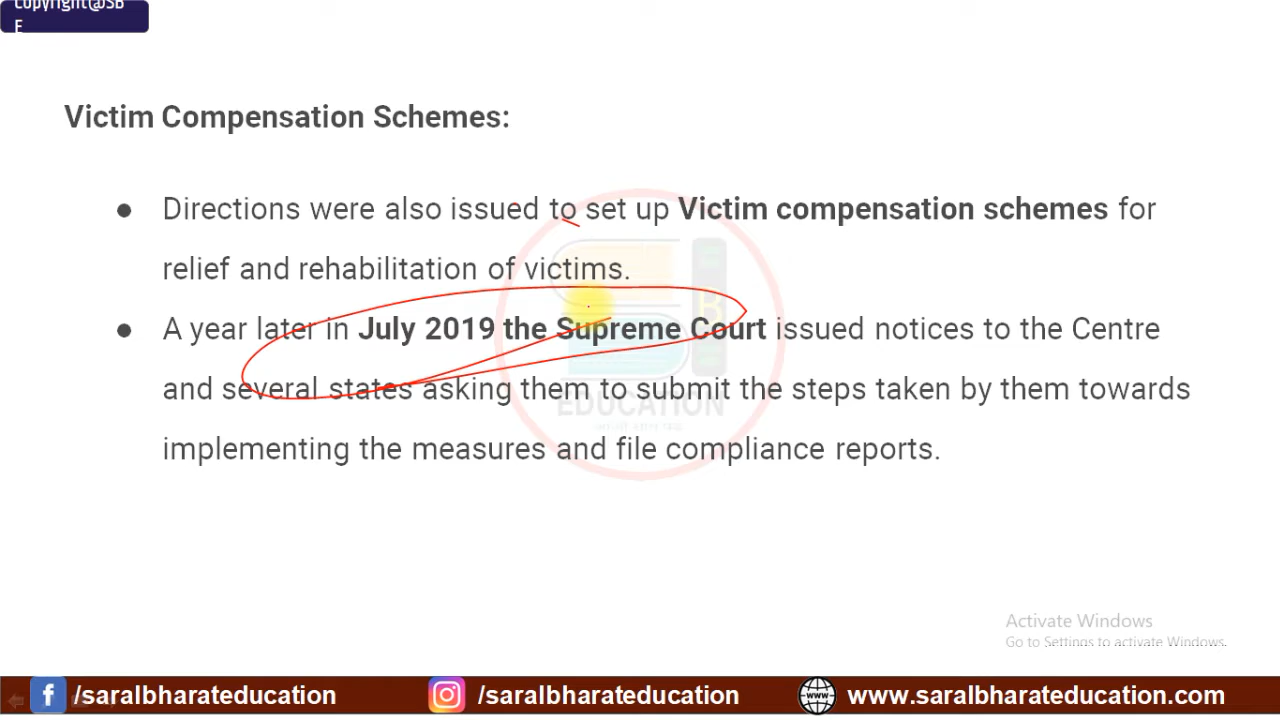 Copyright@SB
E
Victim Compensation Schemes:
● Directions were also issued to set up Victim compensation schemes for
relief and rehabilitation of victims.
● A year later in July 2019 the Supreme Court issued notices to the Centre
and several states asking them to submit the steps taken by them towards
implementing the measures and file compliance reports.
B
EDUCATION
Activate Windows
Go to Settings to activate Windows.
/saralbharateducation
/saralbharateducation
www.saralbharateducation.com